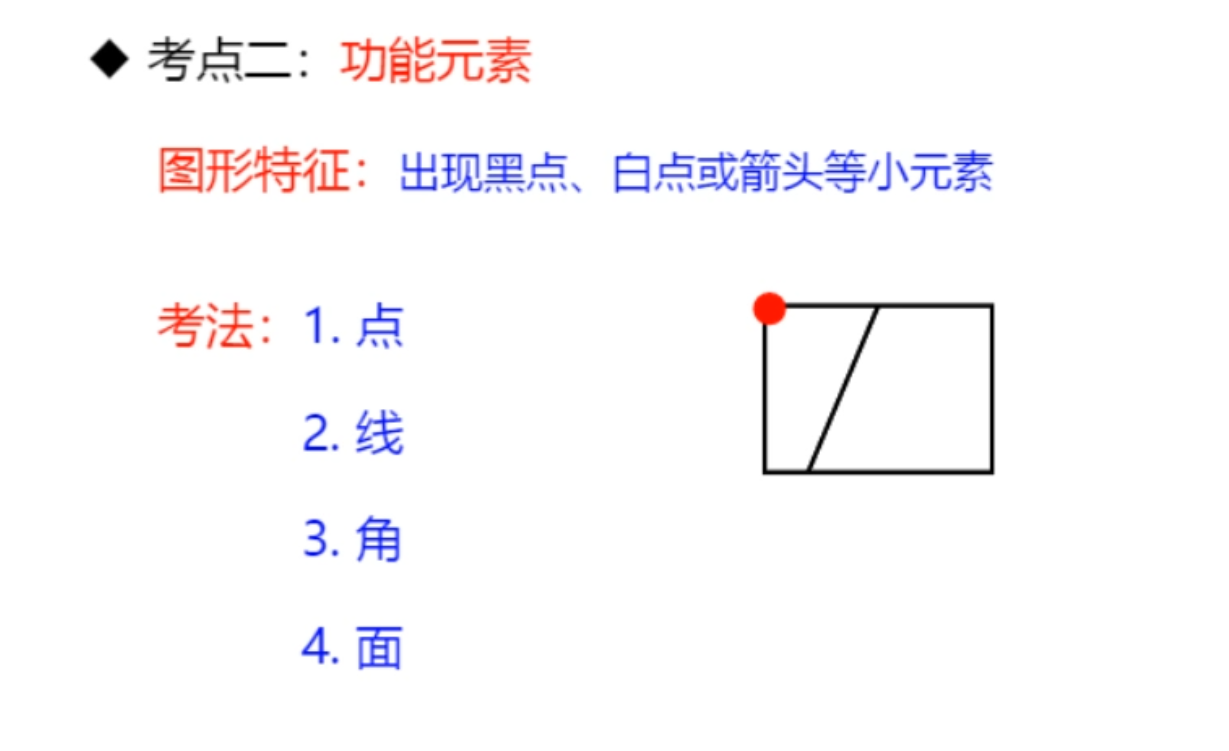 ◆ 考点二：功能元素
图形特征：出现黑点、白点或箭头等小元素
考法：1. 点
2. 线
3. 角
4. 面